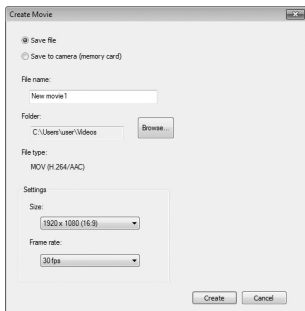 Create Movie
Save file
Save to camera (memory card)
File name:
New movie1
Folder:
C:\Users\user\Videos
Browse...
File type:
MOV (H.264/AAC)
Settings
Size:
1920 x 1080 (16:9)
Frame rate:
30 fps
Create Cancel